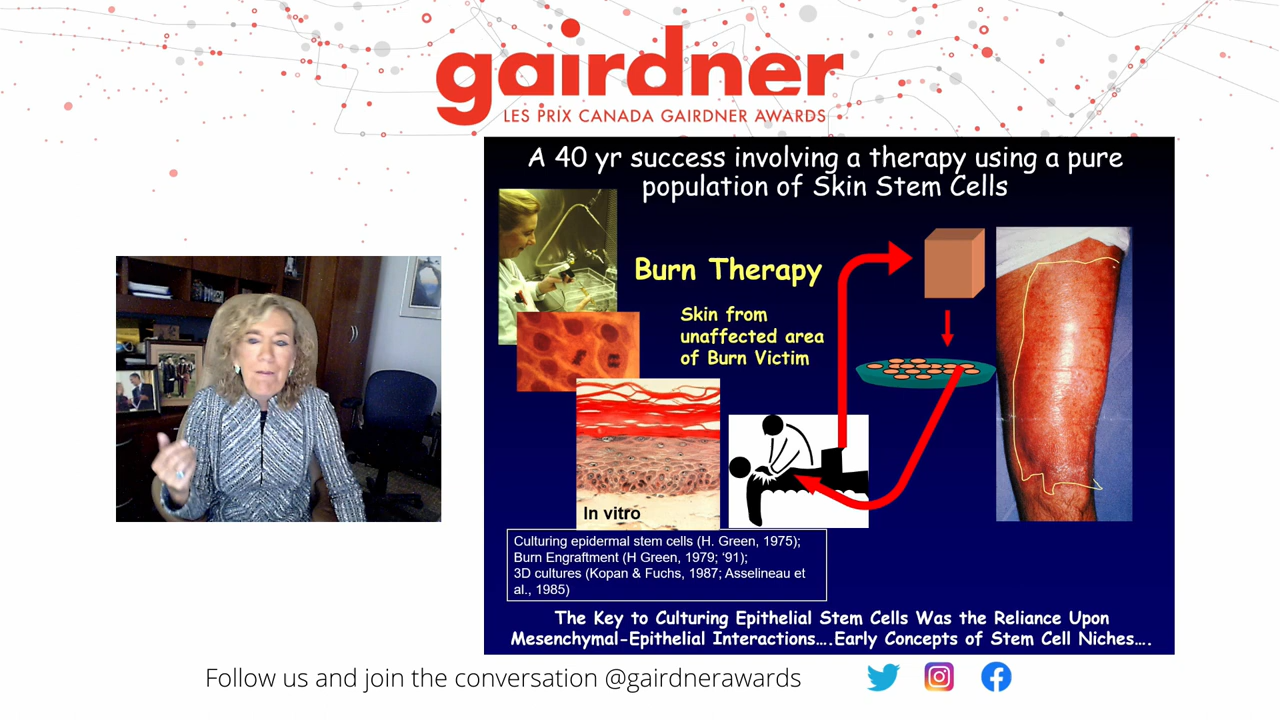 gairdner
LES PRIX CANADA GAIRDNER AWARDS
A 40 yr success involving a therapy using a pure
population of Skin Stem Cells
Burn Therapy
Skin from
unaffected area
of Burn Victim
In vitro
Culturing epidermal stem cells (H. Green, 1975);
Burn Engraftment (H Green, 1979; ‘91);
3D cultures (Kopan & Fuchs, 1987; Asselineau et
al., 1985)
The Key to Culturing Epithelial Stem Cells Was the Reliance Upon
Mesenchymal-Epithelial Interactions….Early Concepts of Stem Cell Niches….
Follow us and join the conversation @gairdnerawards